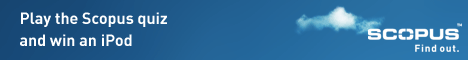 Play the Scopus quiz
and win an iPod
SCOPUS™
Find out.